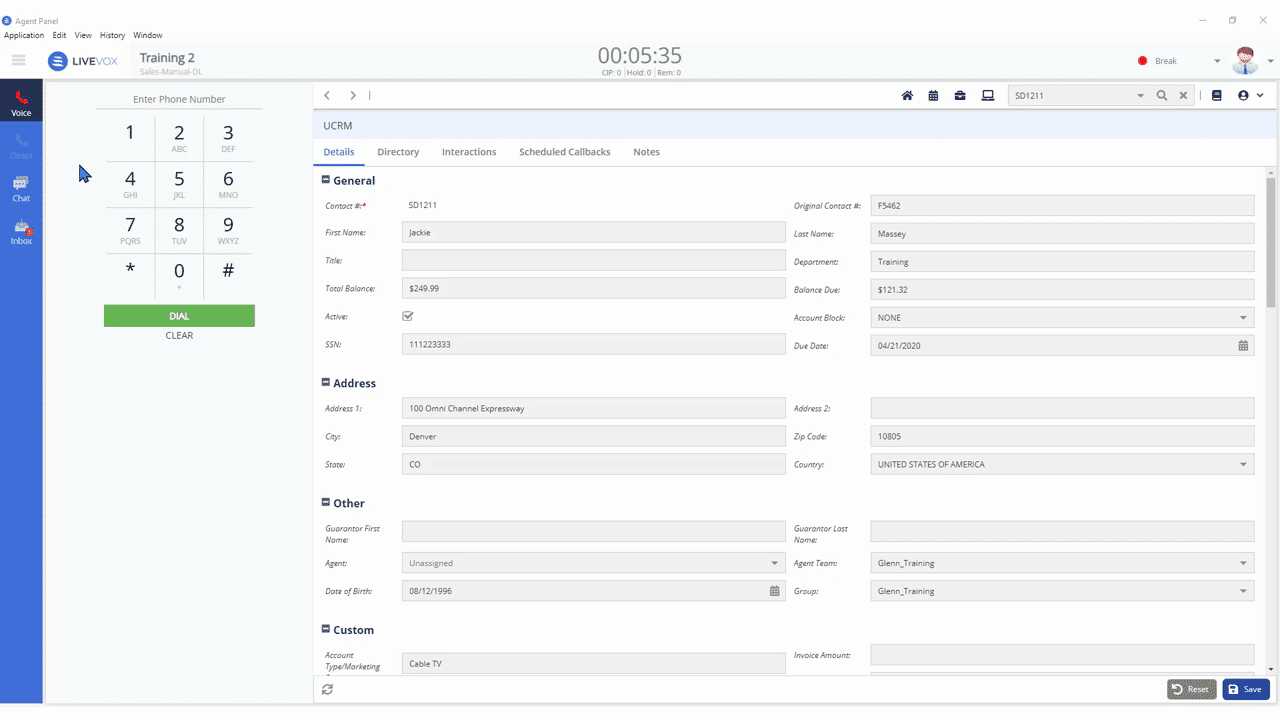 Agent Panel
Application Edit View History Window
LIVEVOX
Training 2
Sales-Manual-DL
00:05:35
CIP: 0 | Hold: 0 | Rem: 0
Break
Voice
Direct
Chat
Inbox
Enter Phone Number
1 2 3
ABC DEF
4 5 6
GHI JKL MNO
7 8 9
PQRS TUV WXYZ
* 0 #
+
DIAL
CLEAR
SD1211
UCRM
Details Directory Interactions Scheduled Callbacks Notes
General
Contact #:* SD1211 Original Contact #: F5462
First Name: Jackie Last Name: Massey
Title: Department: Training
Total Balance: $249.99 Balance Due: $121.32
Active: Account Block: NONE
SSN: 111223333 Due Date: 04/21/2020
Address
Address 1: 100 Omni Channel Expressway Address 2:
City: Denver Zip Code: 10805
State: CO Country: UNITED STATES OF AMERICA
Other
Guarantor First Name: Guarantor Last Name:
Agent: Unassigned Agent Team: Glenn_Training
Date of Birth: 08/12/1996 Group: Glenn_Training
Custom
Account Type/Marketing Cable TV Invoice Amount:
Reset Save